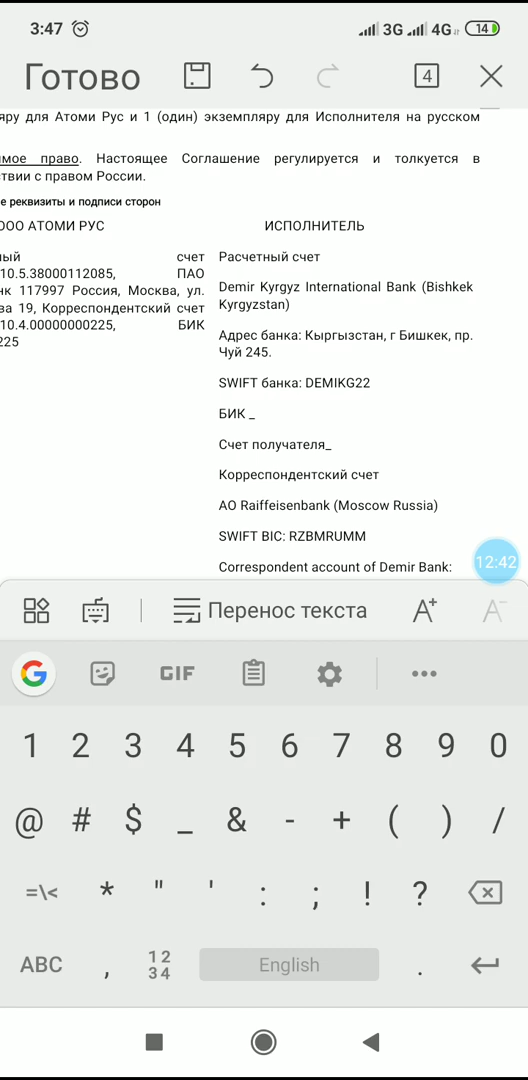 3:47 3G 4G 14
Готово 4
яру для Атоми Рус и 1 (один) экземпляру для Исполнителя на русском
мое право. Настоящее Соглашение регулируется и толкуется в
ствии с правом России.
е реквизиты и подписи сторон
ООО АТОМИ РУС
ный счет
10.5.38000112085, ПАО
нк 117997 Россия, Москва, ул.
ва 19, Корреспондентский счет
10.4.00000000225, БИК
225
ИСПОЛНИТЕЛЬ
Расчетный счет
Demir Kyrgyz International Bank (Bishkek
Kyrgyzstan)
Адрес банка: Кыргызстан, г Бишкек, пр.
Чуй 245.
SWIFT банка: DEMIKG22
БИК _
Счет получателя_
Корреспондентский счет
АО Raiffeisenbank (Moscow Russia)
SWIFT BIC: RZBMRUMM
Correspondent account of Demir Bank:
12:42
Перенос текста A+ A-
G GIF
1 2 3 4 5 6 7 8 9 0
@ # $ _ & - + ( ) /
=\< * " ' : ; ! ?
ABC , 12 34 English .